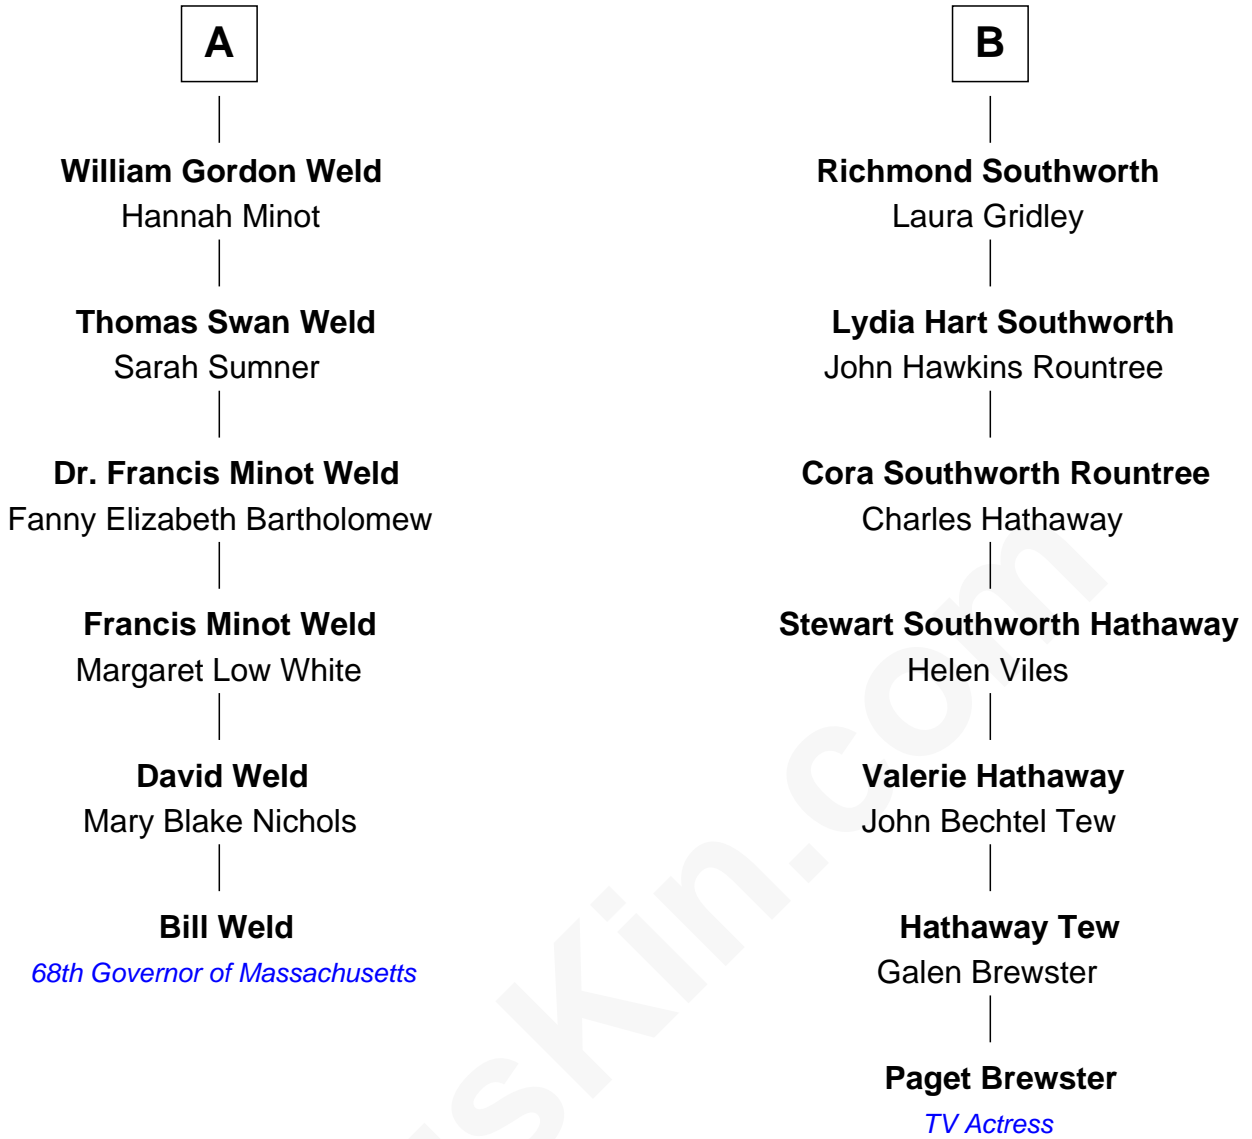 A
William Gordon Weld
Hannah Minot
Thomas Swan Weld
Sarah Sumner
Dr. Francis Minot Weld
Fanny Elizabeth Bartholomew
Francis Minot Weld
Margaret Low White
David Weld
Mary Blake Nichols
Bill Weld
68th Governor of Massachusetts
B
Richmond Southworth
Laura Gridley
Lydia Hart Southworth
John Hawkins Rountree
Cora Southworth Rountree
Charles Hathaway
Stewart Southworth Hathaway
Helen Viles
Valerie Hathaway
John Bechtel Tew
Hathaway Tew
Galen Brewster
Paget Brewster
TV Actress
usKin.com